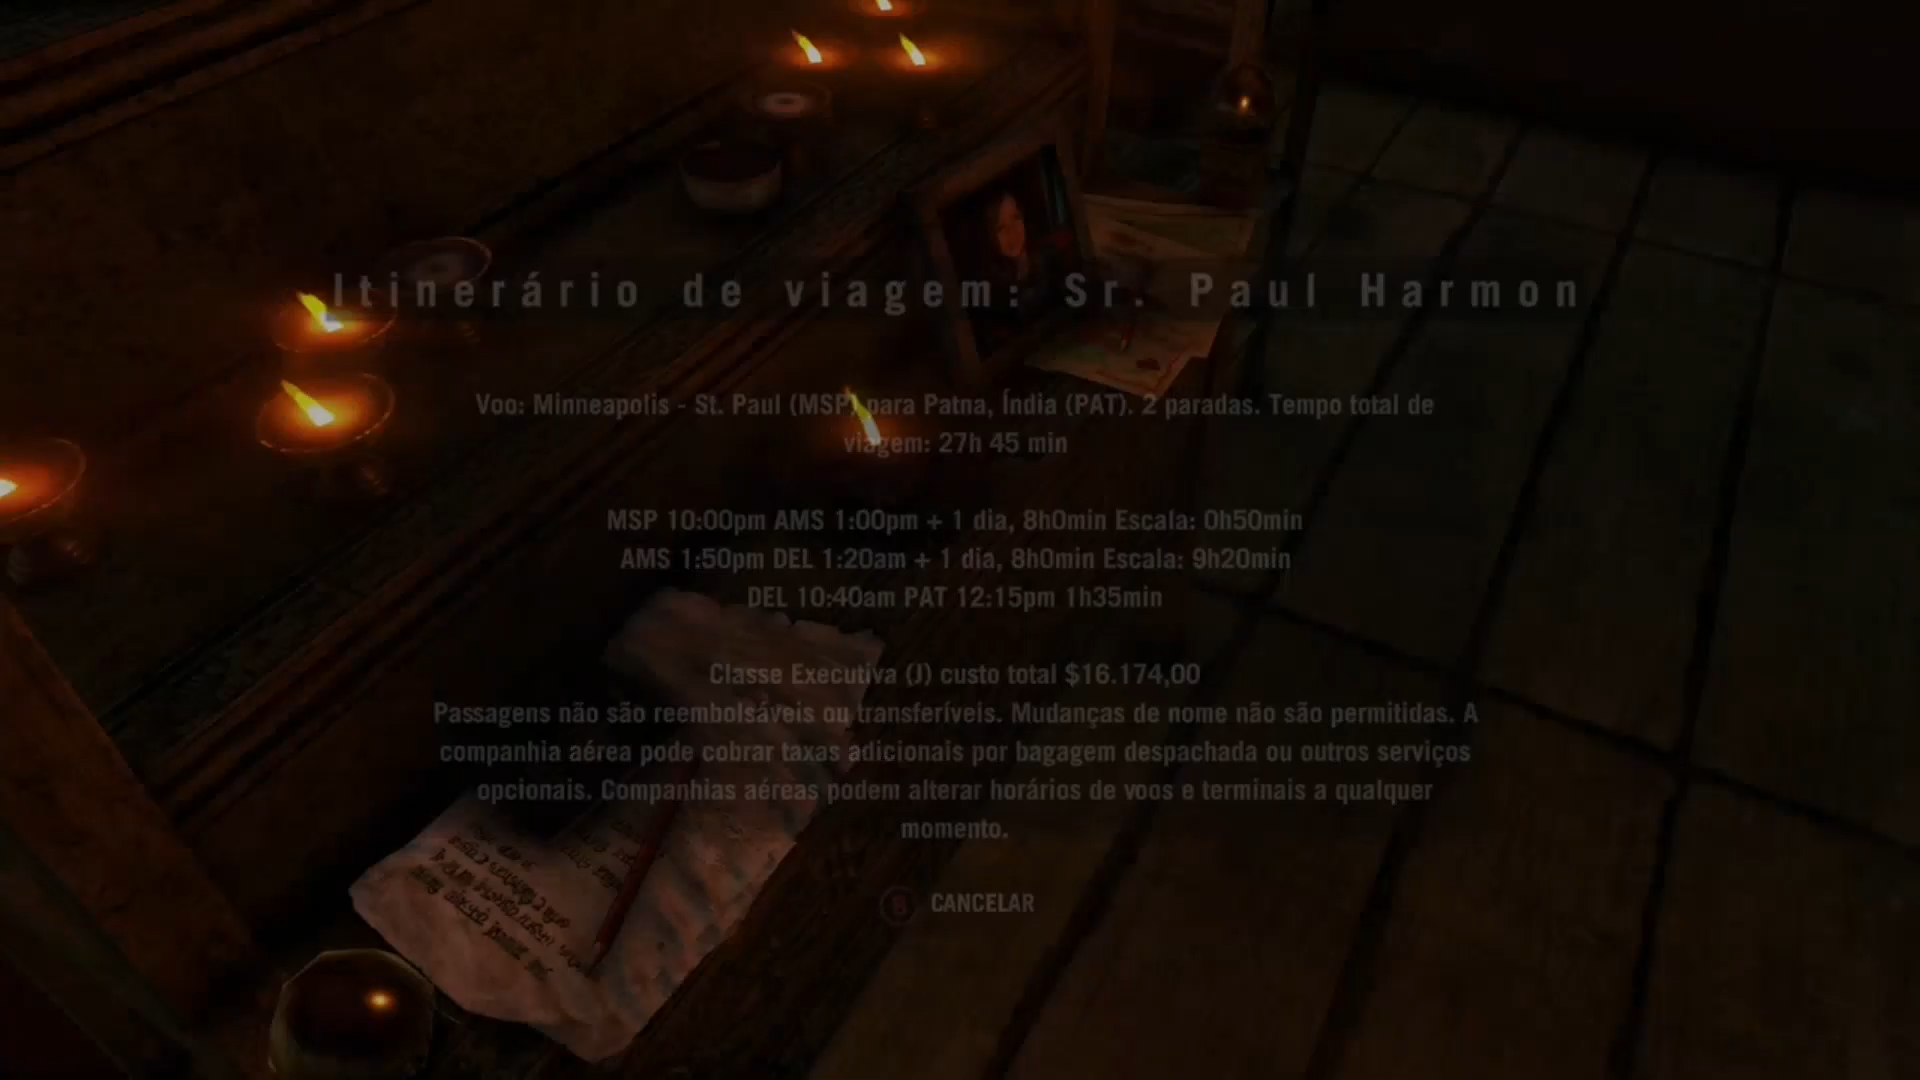 Itinerário de viagem: Sr. Paul Harmon
Voo: Minneapolis - St. Paul (MSP) para Patna, Índia (PAT). 2 paradas. Tempo total de
viagem: 27h 45 min
MSP 10:00pm AMS 1:00pm + 1 dia, 8h0min Escala: 0h50min
AMS 1:50pm DEL 1:20am + 1 dia, 8h0min Escala: 9h20min
DEL 10:40am PAT 12:15pm 1h35min
Classe Executiva (J) custo total $16.174,00
Passagens não são reembolsáveis ou transferíveis. Mudanças de nome não são permitidas. A
companhia aérea pode cobrar taxas adicionais por bagagem despachada ou outros serviços
opcionais. Companhias aéreas podem alterar horários de voos e terminais a qualquer
momento.
B CANCELAR